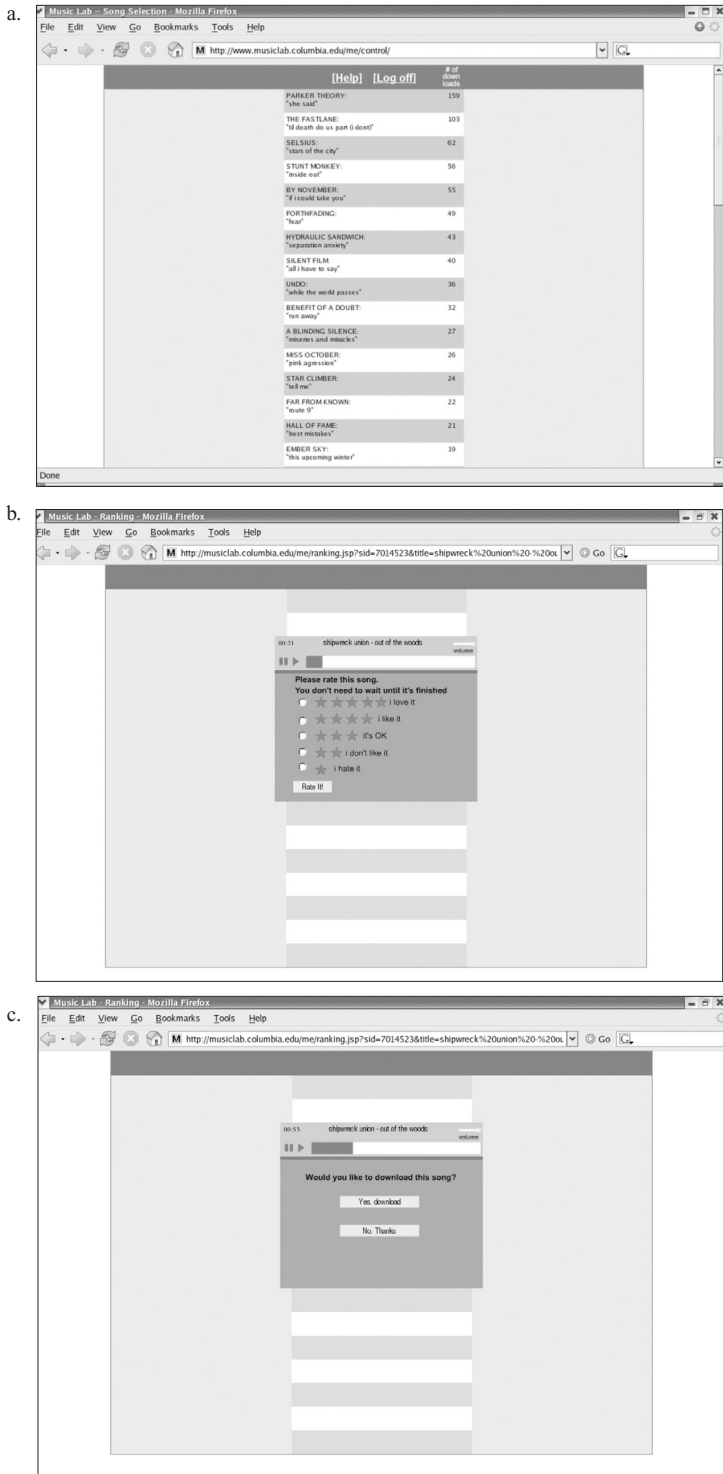 a.
Music Lab - Song Selection - Mozilla Firefox
File Edit View Go Bookmarks Tools Help
M http://www.musiclab.columbia.edu/me/control/ G
[Help] [Log off] # of down loads
PARKER THEORY: 159
"she said"
THE FASTLANE: 103
"til death do us part (i dont)"
SELSIUS: 62
"stars of the city"
STUNT MONKEY: 56
"inside out"
BY NOVEMBER: 55
"if i could take you"
FORTHFADING: 49
"fear"
HYDRAULIC SANDWICH: 43
"separation anxiety"
SILENT FILM: 40
"all i have to say"
UNDO: 36
"while the world passes"
BENEFIT OF A DOUBT: 32
"run away"
A BLINDING SILENCE: 27
"miseries and miracles"
MISS OCTOBER: 26
"pink agression"
STAR CLIMBER: 24
"tell me"
FAR FROM KNOWN: 22
"route 9"
HALL OF FAME: 21
"best mistakes"
EMBER SKY: 19
"this upcoming winter"
Done
b.
Music Lab - Ranking - Mozilla Firefox
File Edit View Go Bookmarks Tools Help
M http://musiclab.columbia.edu/me/ranking.jsp?sid=7014523&title=shipwreck%20union%20-%20ou Go G
00:21 shipwreck union - out of the woods
volume
Please rate this song.
You don't need to wait until it's finished
i love it
i like it
it's OK
i don't like it
i hate it
Rate It!
c.
Music Lab - Ranking - Mozilla Firefox
File Edit View Go Bookmarks Tools Help
M http://musiclab.columbia.edu/me/ranking.jsp?sid=7014523&title=shipwreck%20union%20-%20ou Go G
00:53 shipwreck union - out of the woods
volume
Would you like to download this song?
Yes. download
No. Thanks